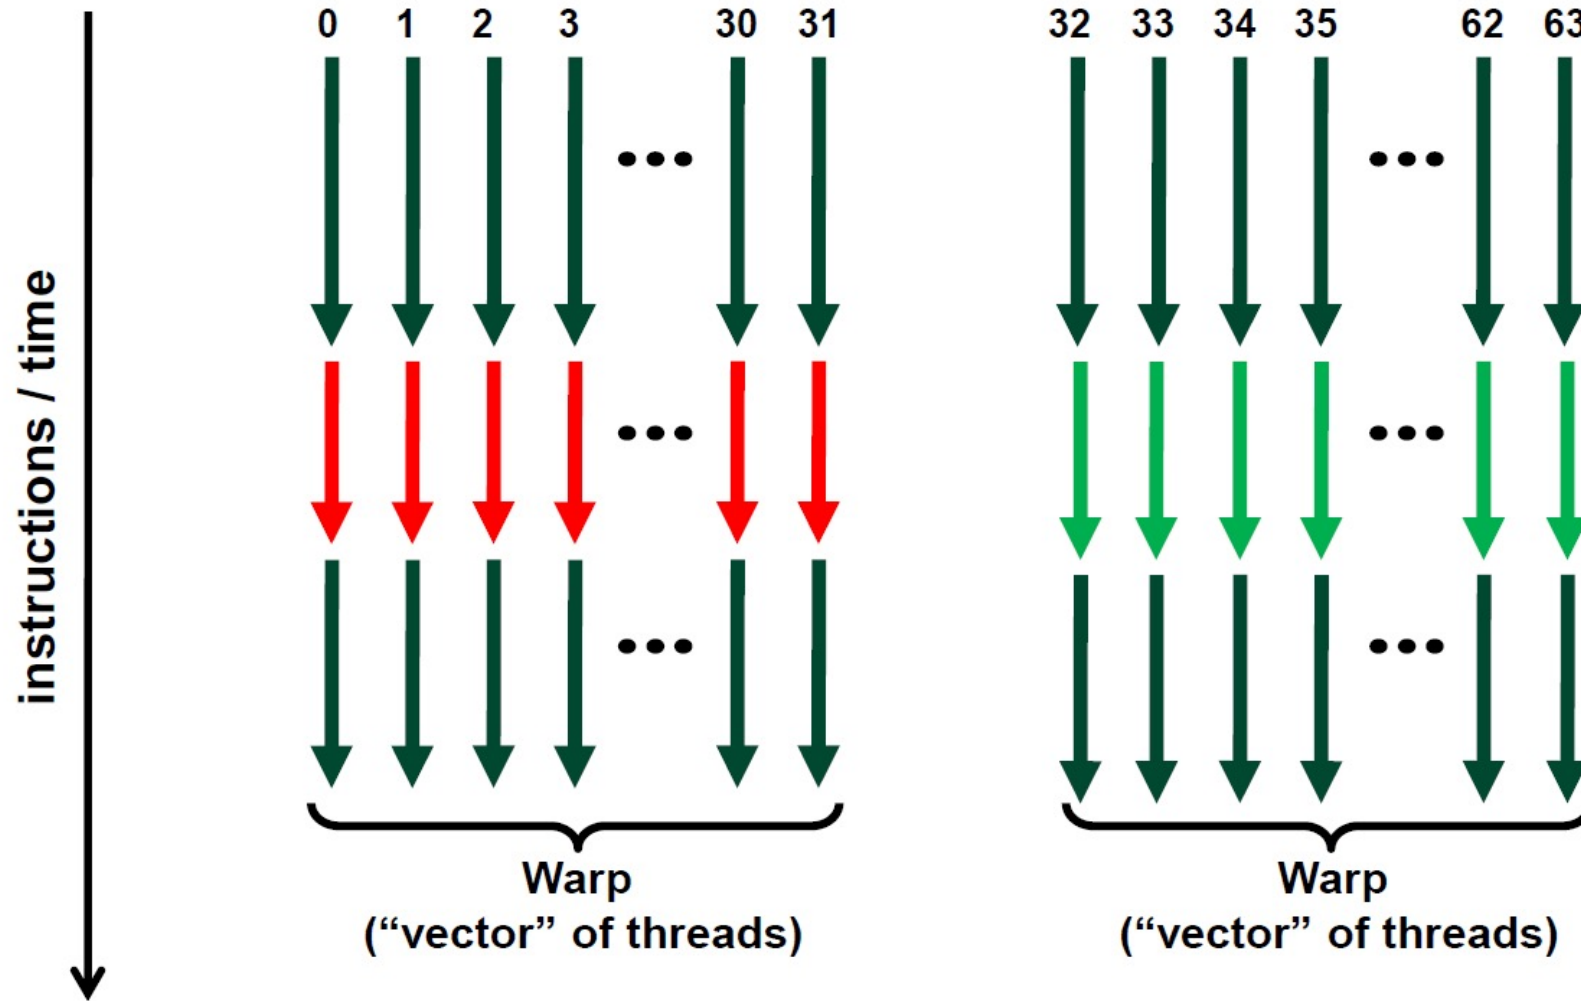 0 1 2 3 ••• 30 31 32 33 34 35 ••• 62 63
instructions / time
•••	•••
•••	•••
Warp
(“vector” of threads)
Warp
(“vector” of threads)